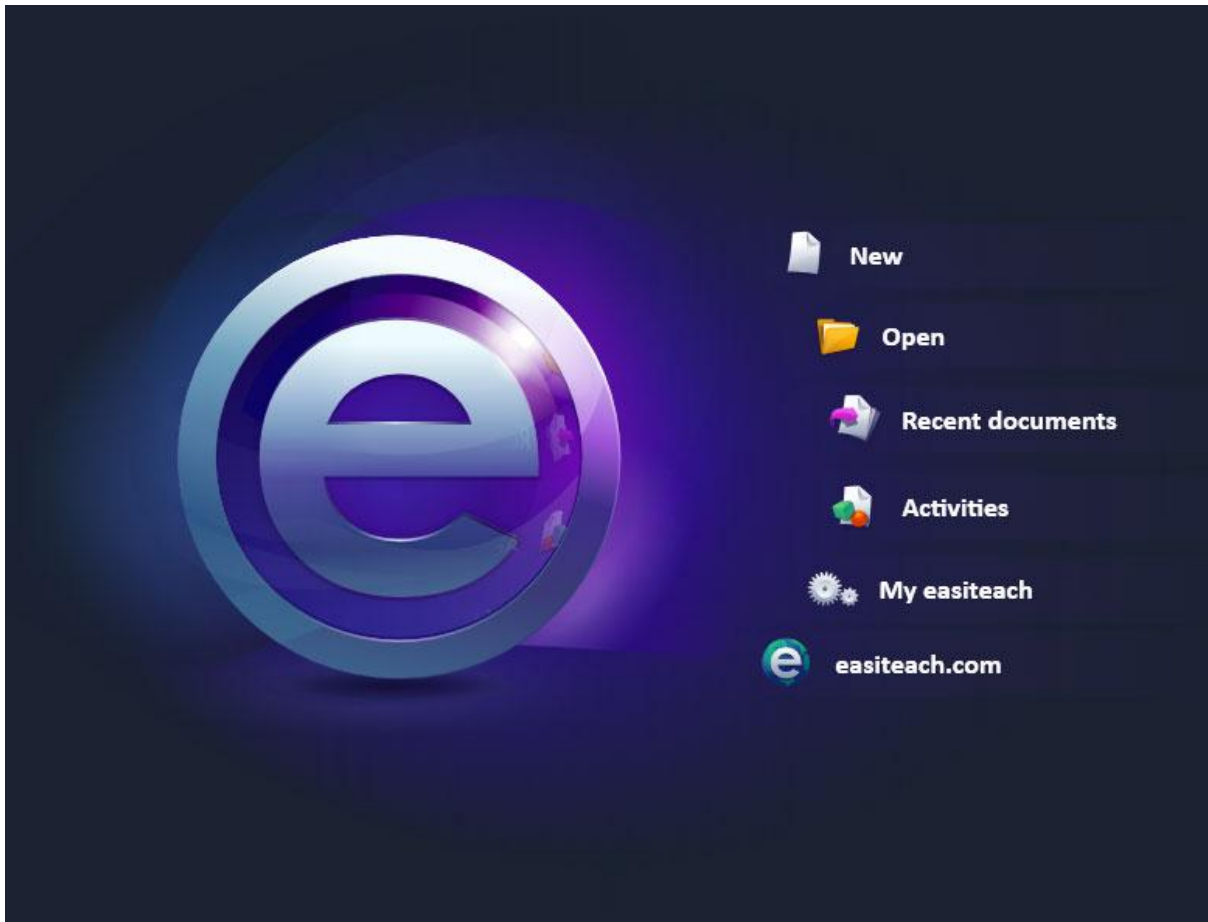 e
New
Open
Recent documents
Activities
My easiteach
e easiteach.com